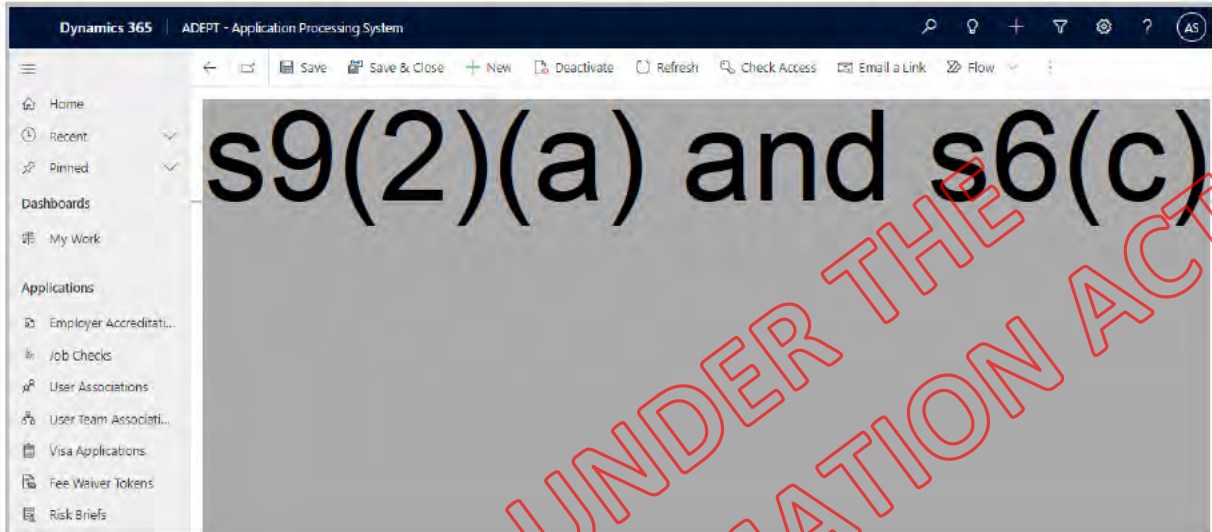 Dynamics 365 | ADEPT - Application Processing System ? AS
Save Save & Close New Deactivate Refresh Check Access Email a Link Flow
Home
Recent
Pinned
Dashboards
My Work
Applications
Employer Accreditati...
Job Checks
User Associations
User Team Associati...
Visa Applications
Fee Waiver Tokens
Risk Briefs
s9(2)(a) and s6(c)
UNDER THE
ATION ACT